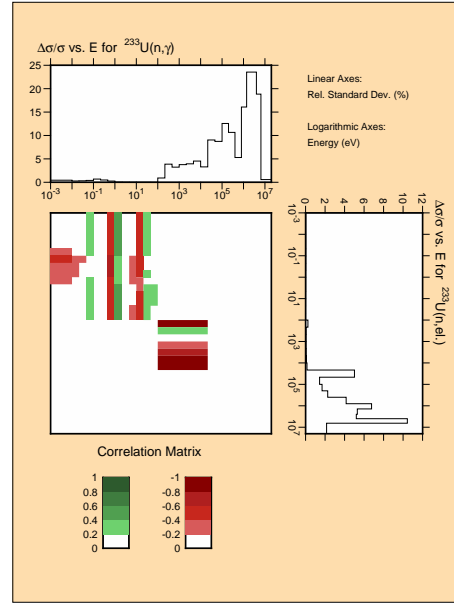 Δσ/σ vs. E for ²³³U(n,γ)
25
20
15
10
5
0
10⁻³ 10⁻¹ 10¹ 10³ 10⁵ 10⁷
Linear Axes:
Rel. Standard Dev. (%)
Logarithmic Axes:
Energy (eV)
0 2 4 6 8 10 12
10⁻³
10⁻¹
10¹
10³
10⁵
10⁷
Δσ/σ vs. E for ²³³U(n,el.)
Correlation Matrix
1 -1
0.8 -0.8
0.6 -0.6
0.4 -0.4
0.2 -0.2
0 0